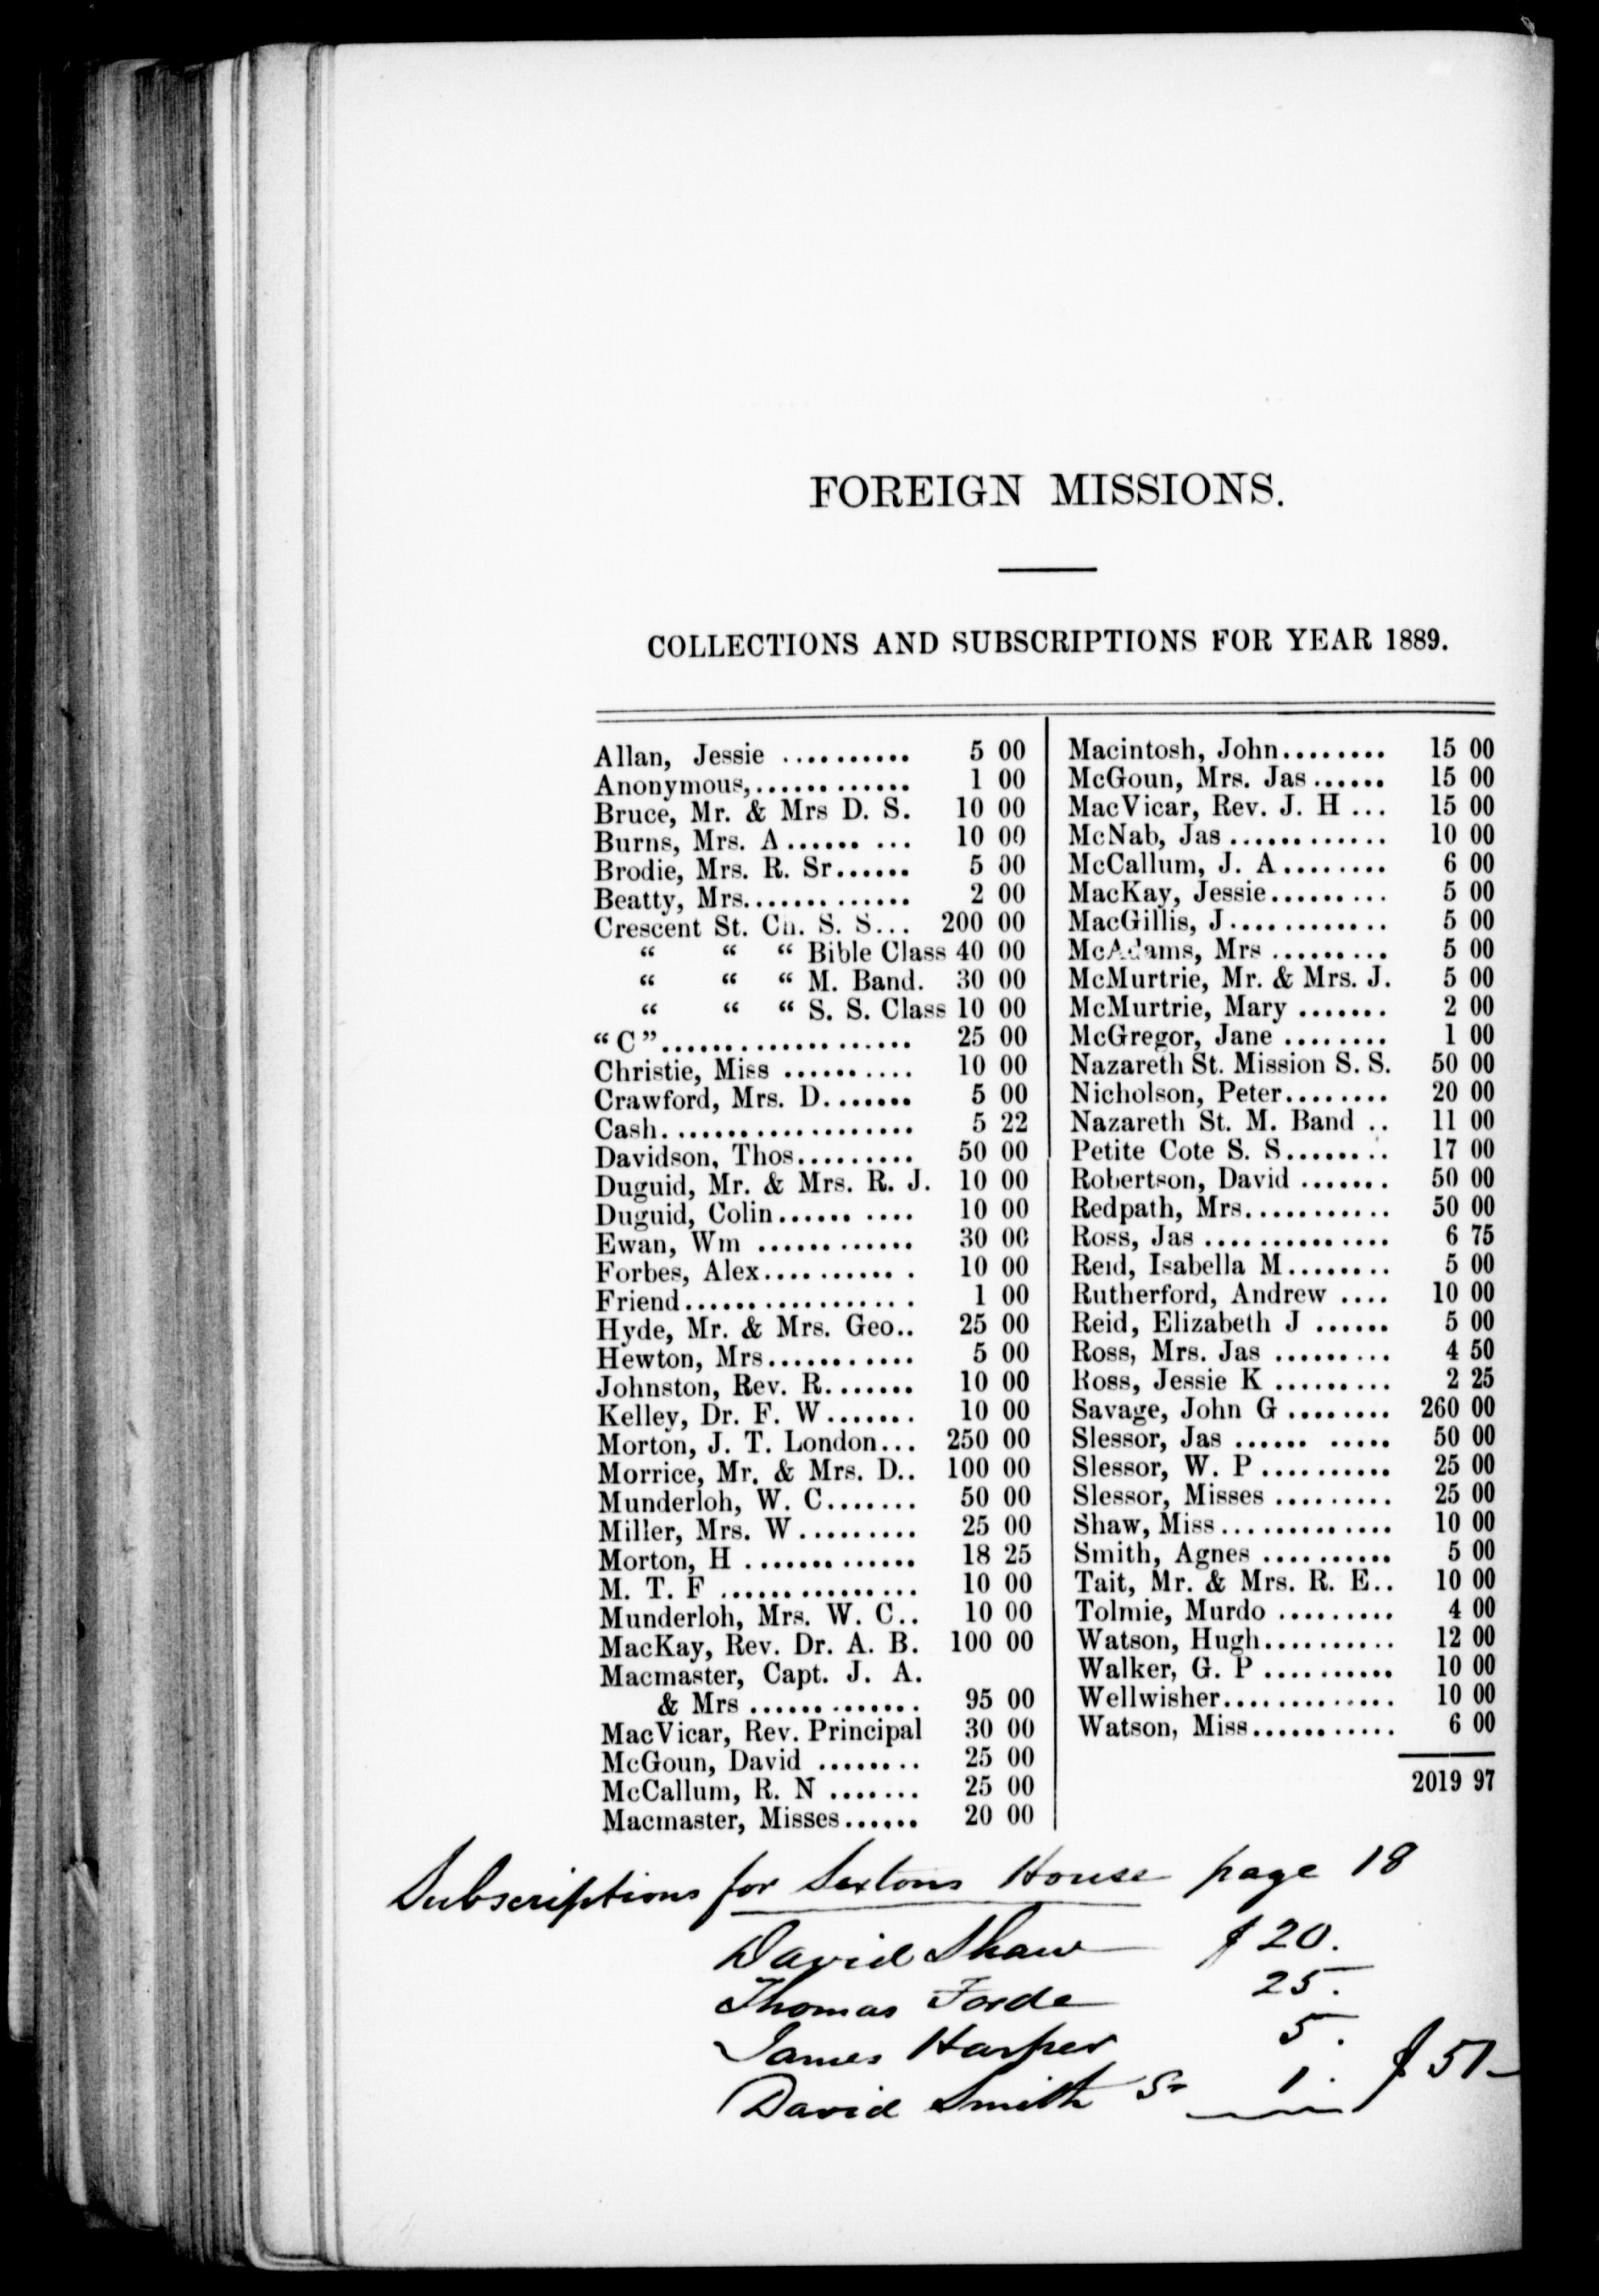 FOREIGN MISSIONS.
COLLECTIONS AND SUBSCRIPTIONS FOR YEAR 1889.
Allan, Jessie .......... 5 00
Anonymous,............ 1 00
Bruce, Mr. & Mrs D. S. 10 00
Burns, Mrs. A...... ... 10 00
Brodie, Mrs. R. Sr...... 5 00
Beatty, Mrs............. 2 00
Crescent St. Ch. S. S... 200 00
“ “ “ Bible Class 40 00
“ “ “ M. Band. 30 00
“ “ “ S. S. Class 10 00
“C”................... 25 00
Christie, Miss .......... 10 00
Crawford, Mrs. D....... 5 00
Cash................... 5 22
Davidson, Thos......... 50 00
Duguid, Mr. & Mrs. R. J. 10 00
Duguid, Colin...... .... 10 00
Ewan, Wm ............ 30 00
Forbes, Alex.......... . 10 00
Friend................. 1 00
Hyde, Mr. & Mrs. Geo.. 25 00
Hewton, Mrs........... 5 00
Johnston, Rev. R....... 10 00
Kelley, Dr. F. W....... 10 00
Morton, J. T. London... 250 00
Morrice, Mr. & Mrs. D.. 100 00
Munderloh, W. C....... 50 00
Miller, Mrs. W......... 25 00
Morton, H ............. 18 25
M. T. F ............... 10 00
Munderloh, Mrs. W. C.. 10 00
MacKay, Rev. Dr. A. B. 100 00
Macmaster, Capt. J. A.
& Mrs ............. 95 00
MacVicar, Rev. Principal 30 00
McGoun, David ........ 25 00
McCallum, R. N ....... 25 00
Macmaster, Misses...... 20 00
Macintosh, John........ 15 00
McGoun, Mrs. Jas...... 15 00
MacVicar, Rev. J. H ... 15 00
McNab, Jas ............ 10 00
McCallum, J. A........ 6 00
MacKay, Jessie......... 5 00
MacGillis, J............ 5 00
McAdams, Mrs ......... 5 00
McMurtrie, Mr. & Mrs. J. 5 00
McMurtrie, Mary ....... 2 00
McGregor, Jane ........ 1 00
Nazareth St. Mission S. S. 50 00
Nicholson, Peter........ 20 00
Nazareth St. M. Band .. 11 00
Petite Cote S. S........ 17 00
Robertson, David ....... 50 00
Redpath, Mrs........... 50 00
Ross, Jas .............. 6 75
Reid, Isabella M........ 5 00
Rutherford, Andrew .... 10 00
Reid, Elizabeth J ...... 5 00
Ross, Mrs. Jas ......... 4 50
Ross, Jessie K ......... 2 25
Savage, John G ........ 260 00
Slessor, Jas ...... ..... 50 00
Slessor, W. P .......... 25 00
Slessor, Misses ......... 25 00
Shaw, Miss.............. 10 00
Smith, Agnes .......... 5 00
Tait, Mr. & Mrs. R. E.. 10 00
Tolmie, Murdo ......... 4 00
Watson, Hugh.......... 12 00
Walker, G. P .......... 10 00
Wellwisher............. 10 00
Watson, Miss........... 6 00
2019 97
Subscriptions for Sextons House page 18
David Shaw $20.
Thomas Forde 25.
James Harper 5.
David Smith Sr 1. $51-